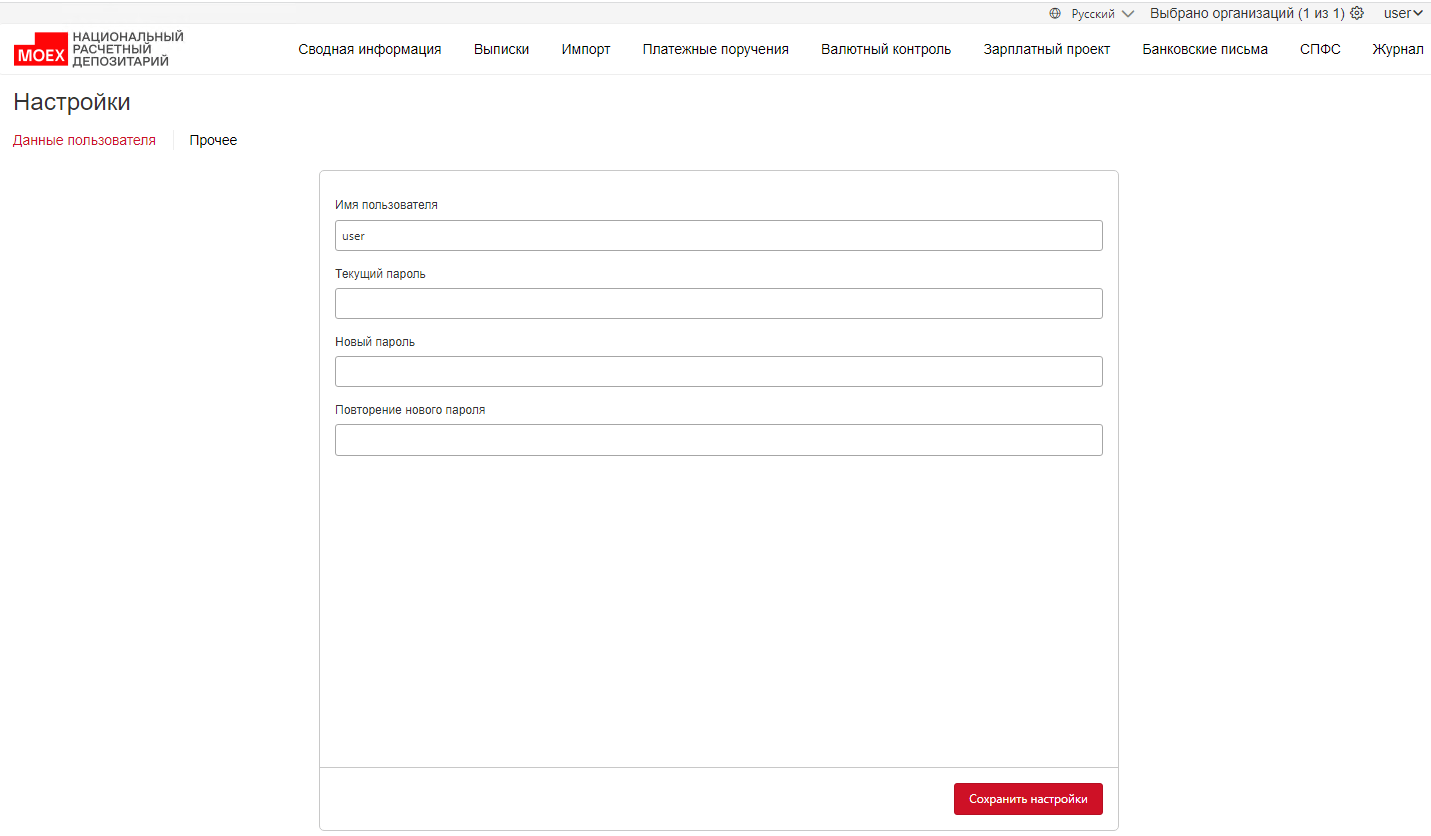 Русский Выбрано организаций (1 из 1) user
MOEX НАЦИОНАЛЬНЫЙ
РАСЧЕТНЫЙ
ДЕПОЗИТАРИЙ
Сводная информация Выписки Импорт Платежные поручения Валютный контроль Зарплатный проект Банковские письма СПФС Журнал
Настройки
Данные пользователя Прочее
Имя пользователя
user
Текущий пароль
Новый пароль
Повторение нового пароля
Сохранить настройки